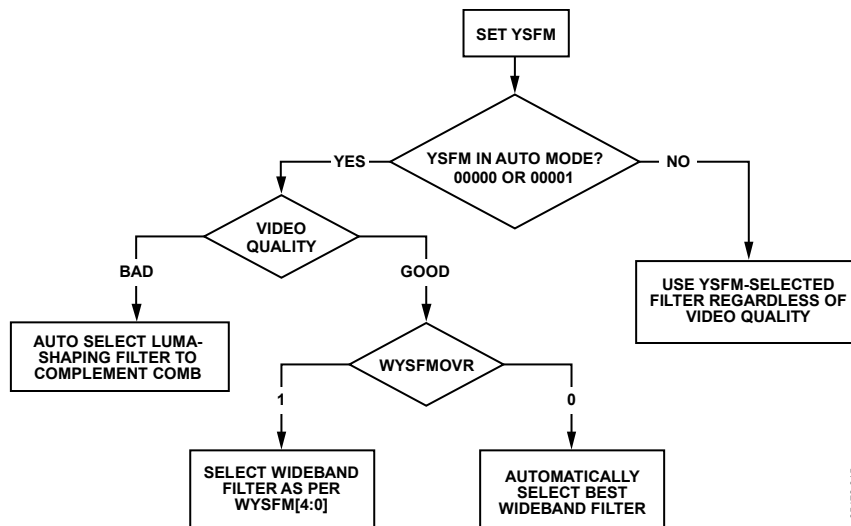 SET YSFM
YSFM IN AUTO MODE?
00000 OR 00001
YES
NO
VIDEO
QUALITY
BAD
GOOD
USE YSFM-SELECTED
FILTER REGARDLESS OF
VIDEO QUALITY
AUTO SELECT LUMA-
SHAPING FILTER TO
COMPLEMENT COMB
WYSFMOVR
1
0
SELECT WIDEBAND
FILTER AS PER
WYSFM[4:0]
AUTOMATICALLY
SELECT BEST
WIDEBAND FILTER